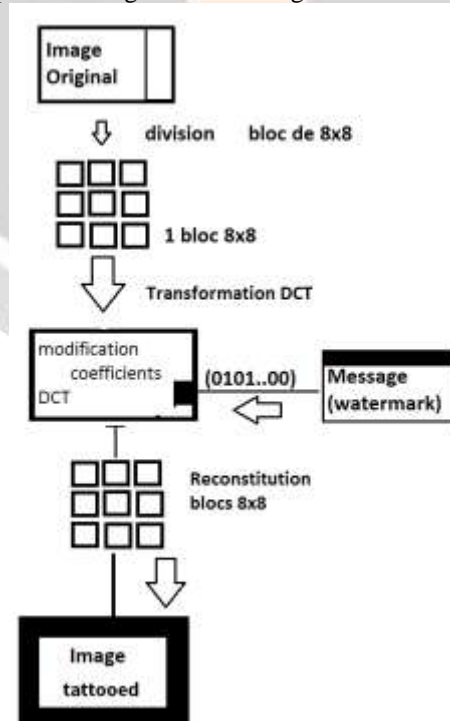 Image
Original
division bloc de 8x8
1 bloc 8x8
Transformation DCT
modification
coefficients
DCT
(0101..00)
Message
(watermark)
Reconstitution
blocs 8x8
Image
tattooed